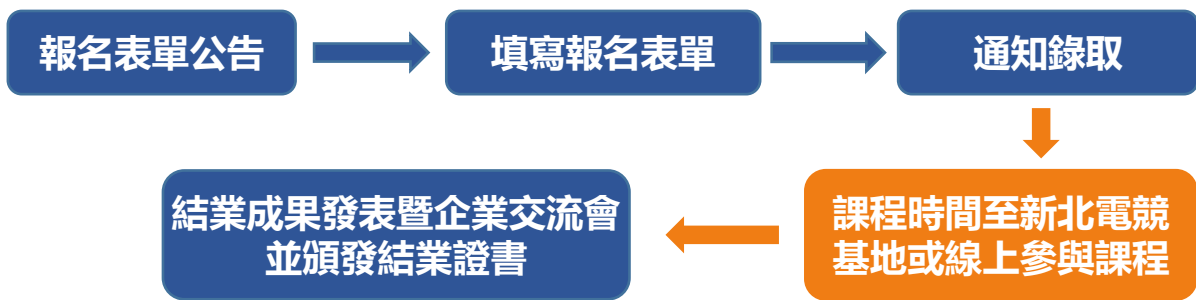 報名表單公告
填寫報名表單
通知錄取
課程時間至新北電競
基地或線上參與課程
結業成果發表暨企業交流會
並頒發結業證書